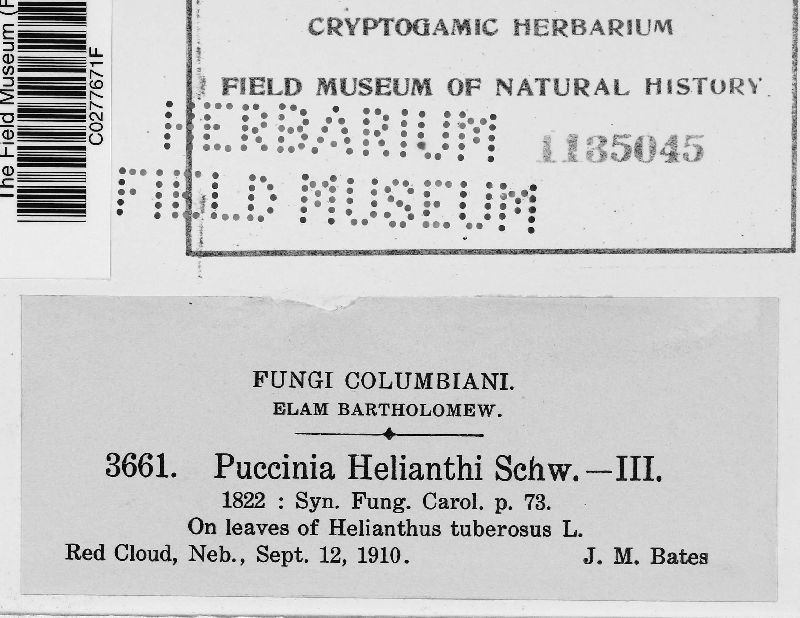 The Field Museum
C0277671F
CRYPTOGAMIC HERBARIUM
FIELD MUSEUM OF NATURAL HISTORY
HERBARIUM
FIELD MUSEUM
1135045
FUNGI COLUMBIANI.
ELAM BARTHOLOMEW.
3661. Puccinia Helianthi Schw.—III.
1822 : Syn. Fung. Carol. p. 73.
On leaves of Helianthus tuberosus L.
Red Cloud, Neb., Sept. 12, 1910. J. M. Bates